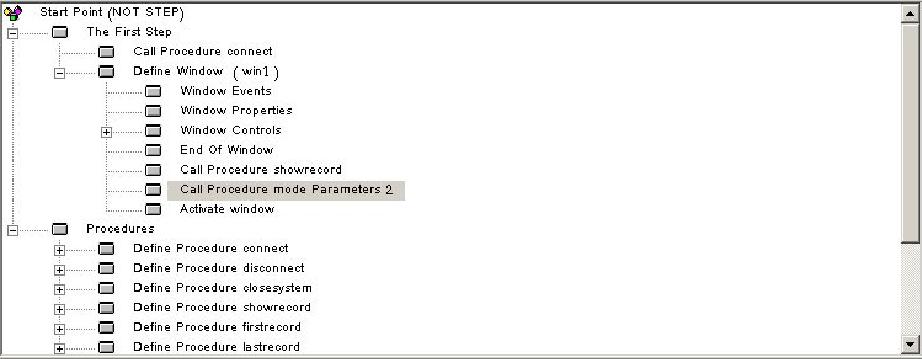 Start Point (NOT STEP)
The First Step
Call Procedure connect
Define Window ( win1 )
Window Events
Window Properties
Window Controls
End Of Window
Call Procedure showrecord
Call Procedure mode Parameters 2
Activate window
Procedures
Define Procedure connect
Define Procedure disconnect
Define Procedure closesystem
Define Procedure showrecord
Define Procedure firstrecord
Define Procedure lastrecord